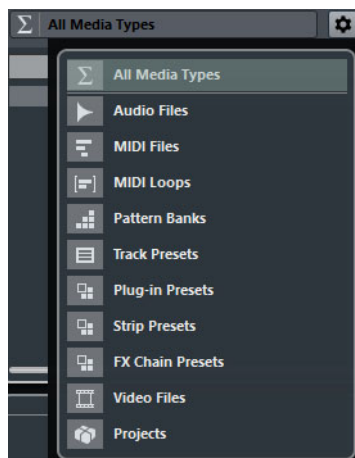 Σ All Media Types
Σ All Media Types
Audio Files
MIDI Files
MIDI Loops
Pattern Banks
Track Presets
Plug-in Presets
Strip Presets
FX Chain Presets
Video Files
Projects